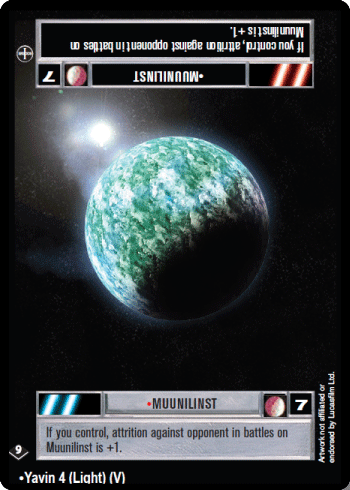 If you control, attrition against opponent in battles on
Muunilinst is +1.
7
•MUUNILINST
•MUUNILINST
7
If you control, attrition against opponent in battles on
Muunilinst is +1.
9
Artwork not affiliated or
endorsed by Lucasfilm Ltd.
•Yavin 4 (Light) (V)